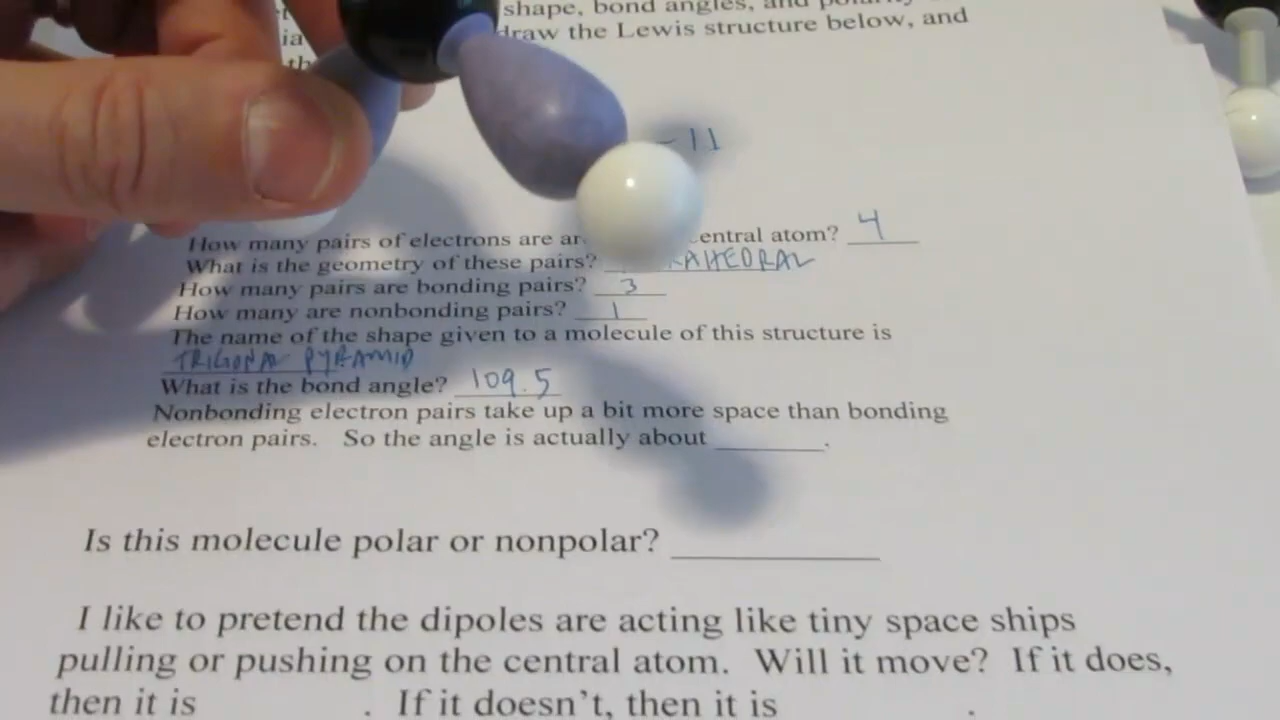 shape, bond angles, and
draw the Lewis structure below, and
- 11
How many pairs of electrons are central atom? 4
What is the geometry of these pairs?
How many pairs are bonding pairs? 3
How many are nonbonding pairs? 1
The name of the shape given to a molecule of this structure is
TRIGONAL PYRAMID
What is the bond angle? 109.5
Nonbonding electron pairs take up a bit more space than bonding
electron pairs. So the angle is actually about ______.
Is this molecule polar or nonpolar? ______
I like to pretend the dipoles are acting like tiny space ships
pulling or pushing on the central atom. Will it move? If it does,
then it is . If it doesn't, then it is .